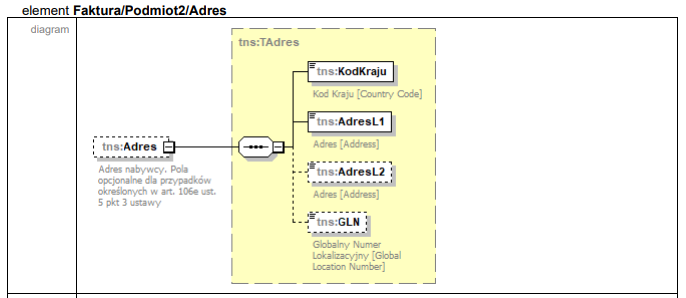 element Faktura/Podmiot2/Adres
diagram
tns:TAdres
tns:KodKraju
Kod Kraju [Country Code]
tns:AdresL1
Adres [Address]
tns:Adres
Adres nabywcy. Pola
opcjonalne dla przypadków
określonych w art. 106e ust.
5 pkt 3 ustawy
tns:AdresL2
Adres [Address]
tns:GLN
Globalny Numer
Lokalizacyjny [Global
Location Number]